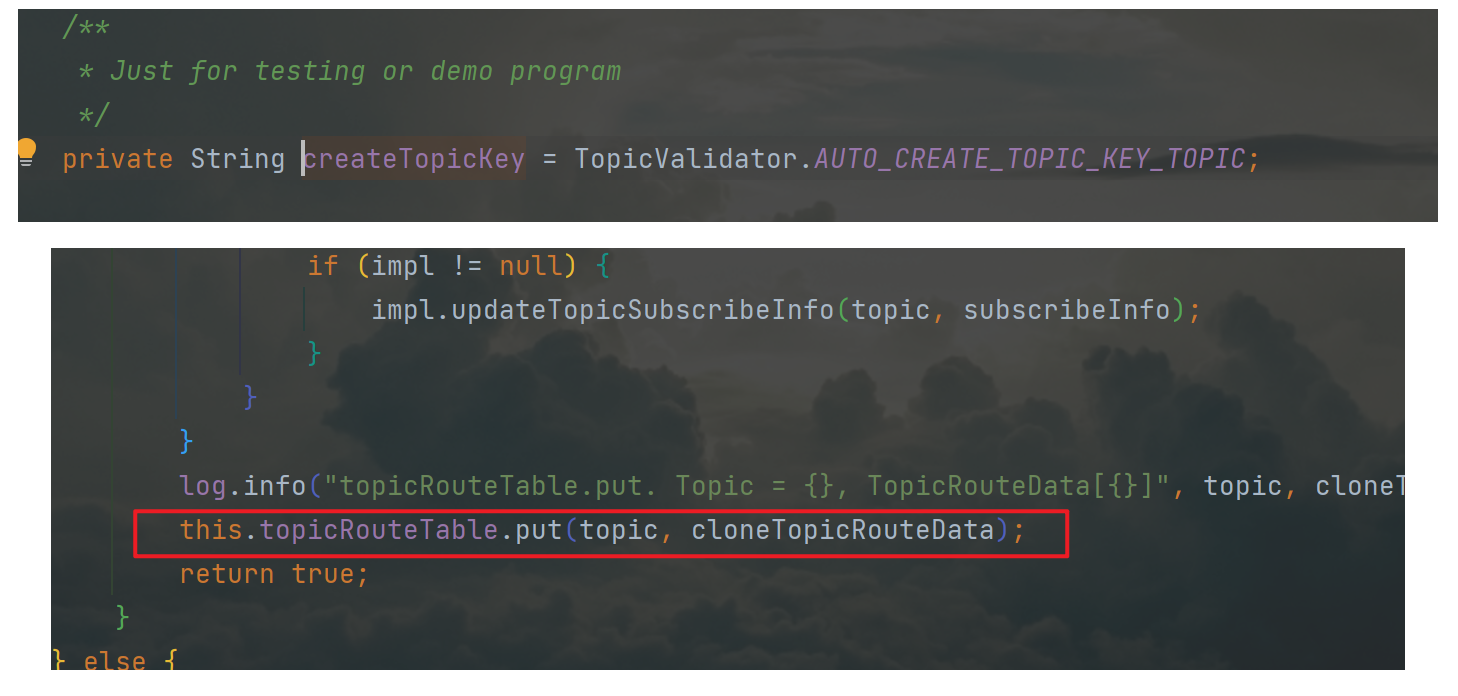 /**
* Just for testing or demo program
*/
private String createTopicKey = TopicValidator.AUTO_CREATE_TOPIC_KEY_TOPIC;
if (impl != null) {
impl.updateTopicSubscribeInfo(topic, subscribeInfo);
}
}
}
log.info("topicRouteTable.put. Topic = {}, TopicRouteData[{}]", topic, cloneT
this.topicRouteTable.put(topic, cloneTopicRouteData);
return true;
}
} else {